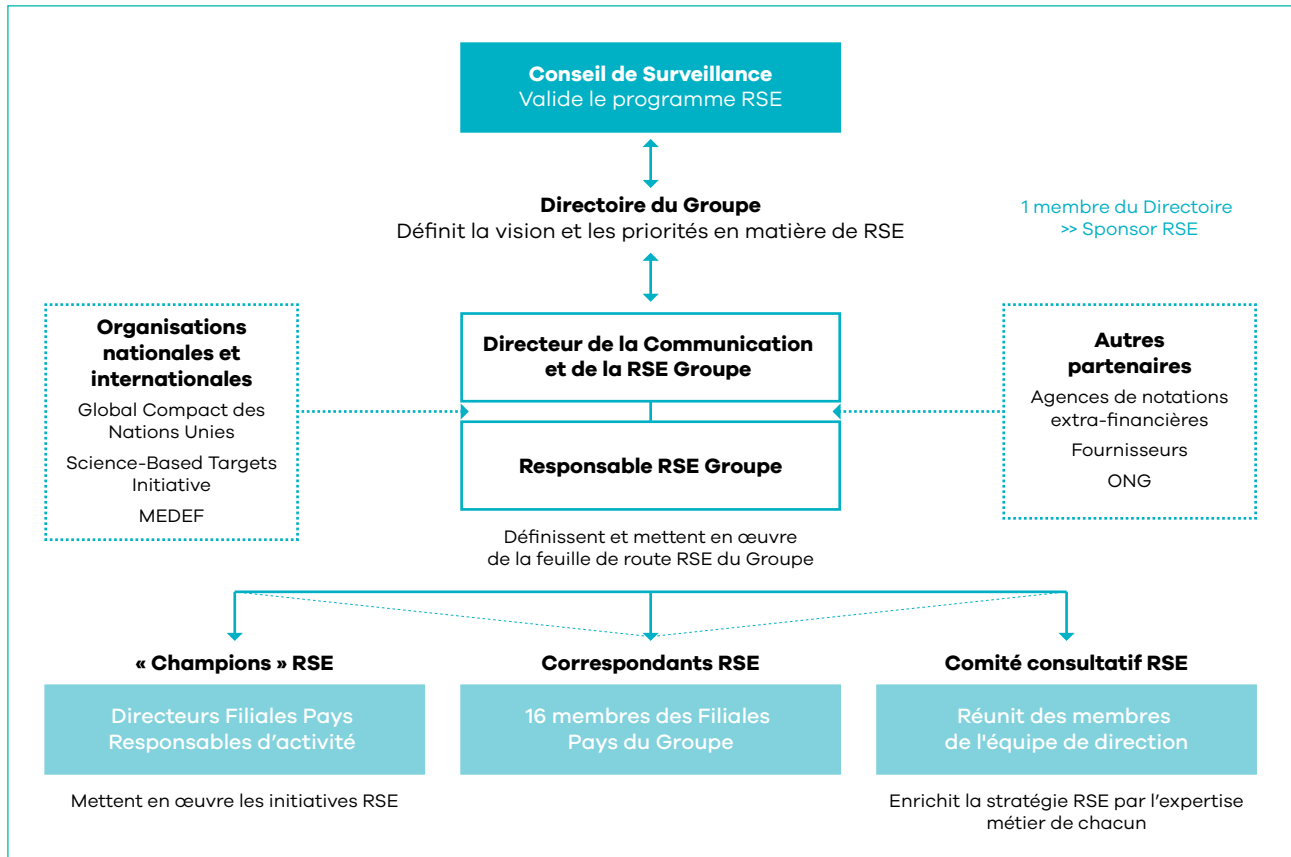 Conseil de Surveillance
Valide le programme RSE
Directoire du Groupe
Définit la vision et les priorités en matière de RSE
1 membre du Directoire
>> Sponsor RSE
Organisations
nationales et
internationales
Global Compact des
Nations Unies
Science-Based Targets
Initiative
MEDEF
Directeur de la Communication
et de la RSE Groupe
Responsable RSE Groupe
Définissent et mettent en œuvre
de la feuille de route RSE du Groupe
Autres
partenaires
Agences de notations
extra-financières
Fournisseurs
ONG
« Champions » RSE
Directeurs Filiales Pays
Responsables d’activité
Mettent en œuvre les initiatives RSE
Correspondants RSE
16 membres des Filiales
Pays du Groupe
Comité consultatif RSE
Réunit des membres
de l'équipe de direction
Enrichit la stratégie RSE par l’expertise
métier de chacun